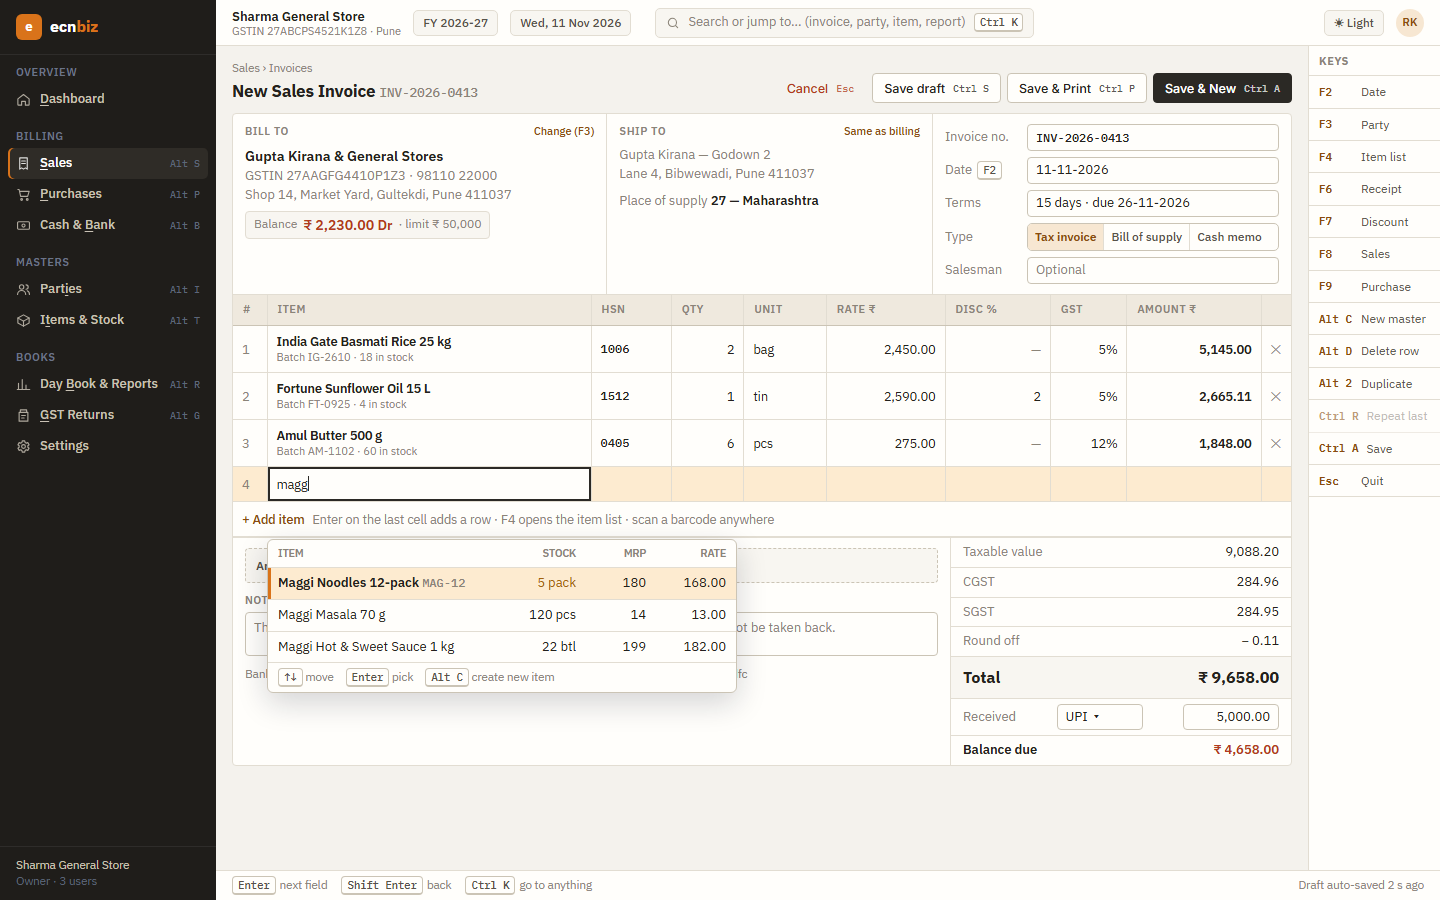 e ecnbiz
OVERVIEW
Dashboard
BILLING
Sales Alt S
Purchases Alt P
Cash & Bank Alt B
MASTERS
Parties Alt I
Items & Stock Alt T
BOOKS
Day Book & Reports Alt R
GST Returns Alt G
Settings
Sharma General Store
Owner · 3 users
Sharma General Store
GSTIN 27ABCPS4521K1Z8 · Pune
FY 2026-27
Wed, 11 Nov 2026
Search or jump to... (invoice, party, item, report) Ctrl K
☀ Light
RK
Sales › Invoices
New Sales Invoice INV-2026-0413
Cancel Esc
Save draft Ctrl S
Save & Print Ctrl P
Save & New Ctrl A
BILL TO Change (F3)
Gupta Kirana & General Stores
GSTIN 27AAGFG4410P1Z3 · 98110 22000
Shop 14, Market Yard, Gultekdi, Pune 411037
Balance ₹ 2,230.00 Dr · limit ₹ 50,000
SHIP TO Same as billing
Gupta Kirana — Godown 2
Lane 4, Bibwewadi, Pune 411037
Place of supply 27 — Maharashtra
Invoice no. INV-2026-0413
Date F2 11-11-2026
Terms 15 days · due 26-11-2026
Type Tax invoice Bill of supply Cash memo
Salesman Optional
# ITEM HSN QTY UNIT RATE ₹ DISC % GST AMOUNT ₹
1 India Gate Basmati Rice 25 kg 1006 2 bag 2,450.00 — 5% 5,145.00 ×
Batch IG-2610 · 18 in stock
2 Fortune Sunflower Oil 15 L 1512 1 tin 2,590.00 2 5% 2,665.11 ×
Batch FT-0925 · 4 in stock
3 Amul Butter 500 g 0405 6 pcs 275.00 — 12% 1,848.00 ×
Batch AM-1102 · 60 in stock
4 magg
+ Add item Enter on the last cell adds a row · F4 opens the item list · scan a barcode anywhere
ITEM STOCK MRP RATE
Maggi Noodles 12-pack MAG-12 5 pack 180 168.00
Maggi Masala 70 g 120 pcs 14 13.00
Maggi Hot & Sweet Sauce 1 kg 22 btl 199 182.00
↑↓ move Enter pick Alt C create new item
ot be taken back.
Taxable value 9,088.20
CGST 284.96
SGST 284.95
Round off − 0.11
Total ₹ 9,658.00
Received UPI ▾ 5,000.00
Balance due ₹ 4,658.00
KEYS
F2 Date
F3 Party
F4 Item list
F6 Receipt
F7 Discount
F8 Sales
F9 Purchase
Alt C New master
Alt D Delete row
Alt 2 Duplicate
Ctrl R Repeat last
Ctrl A Save
Esc Quit
Enter next field Shift Enter back Ctrl K go to anything
Draft auto-saved 2 s ago